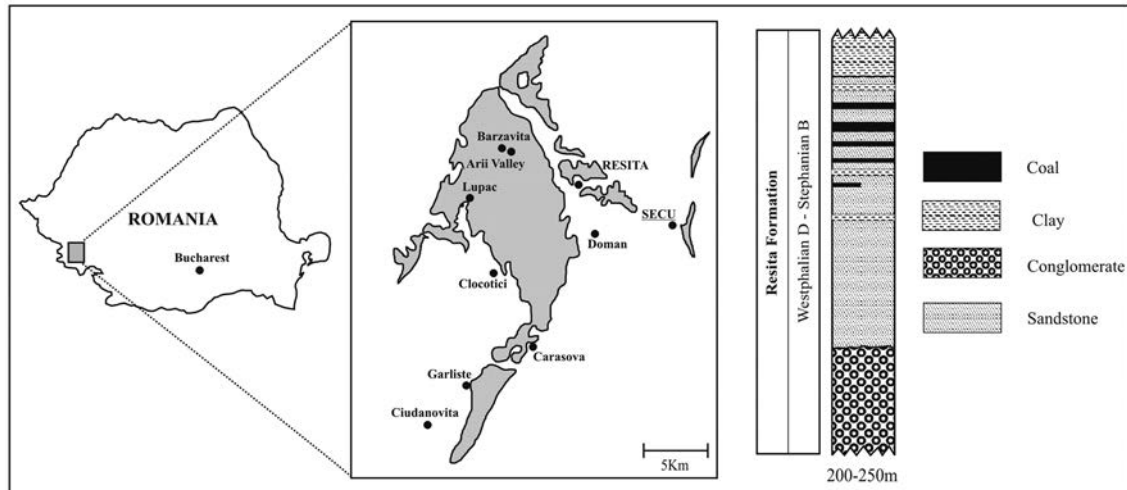 ROMANIA
Bucharest
Barzavita
Arii Valley
RESITA
Lupac
SECU
Doman
Clocotici
Carasova
Garliste
Ciudanovita
5Km
Resita Formation
Westphalian D - Stephanian B
200-250m
Coal
Clay
Conglomerate
Sandstone